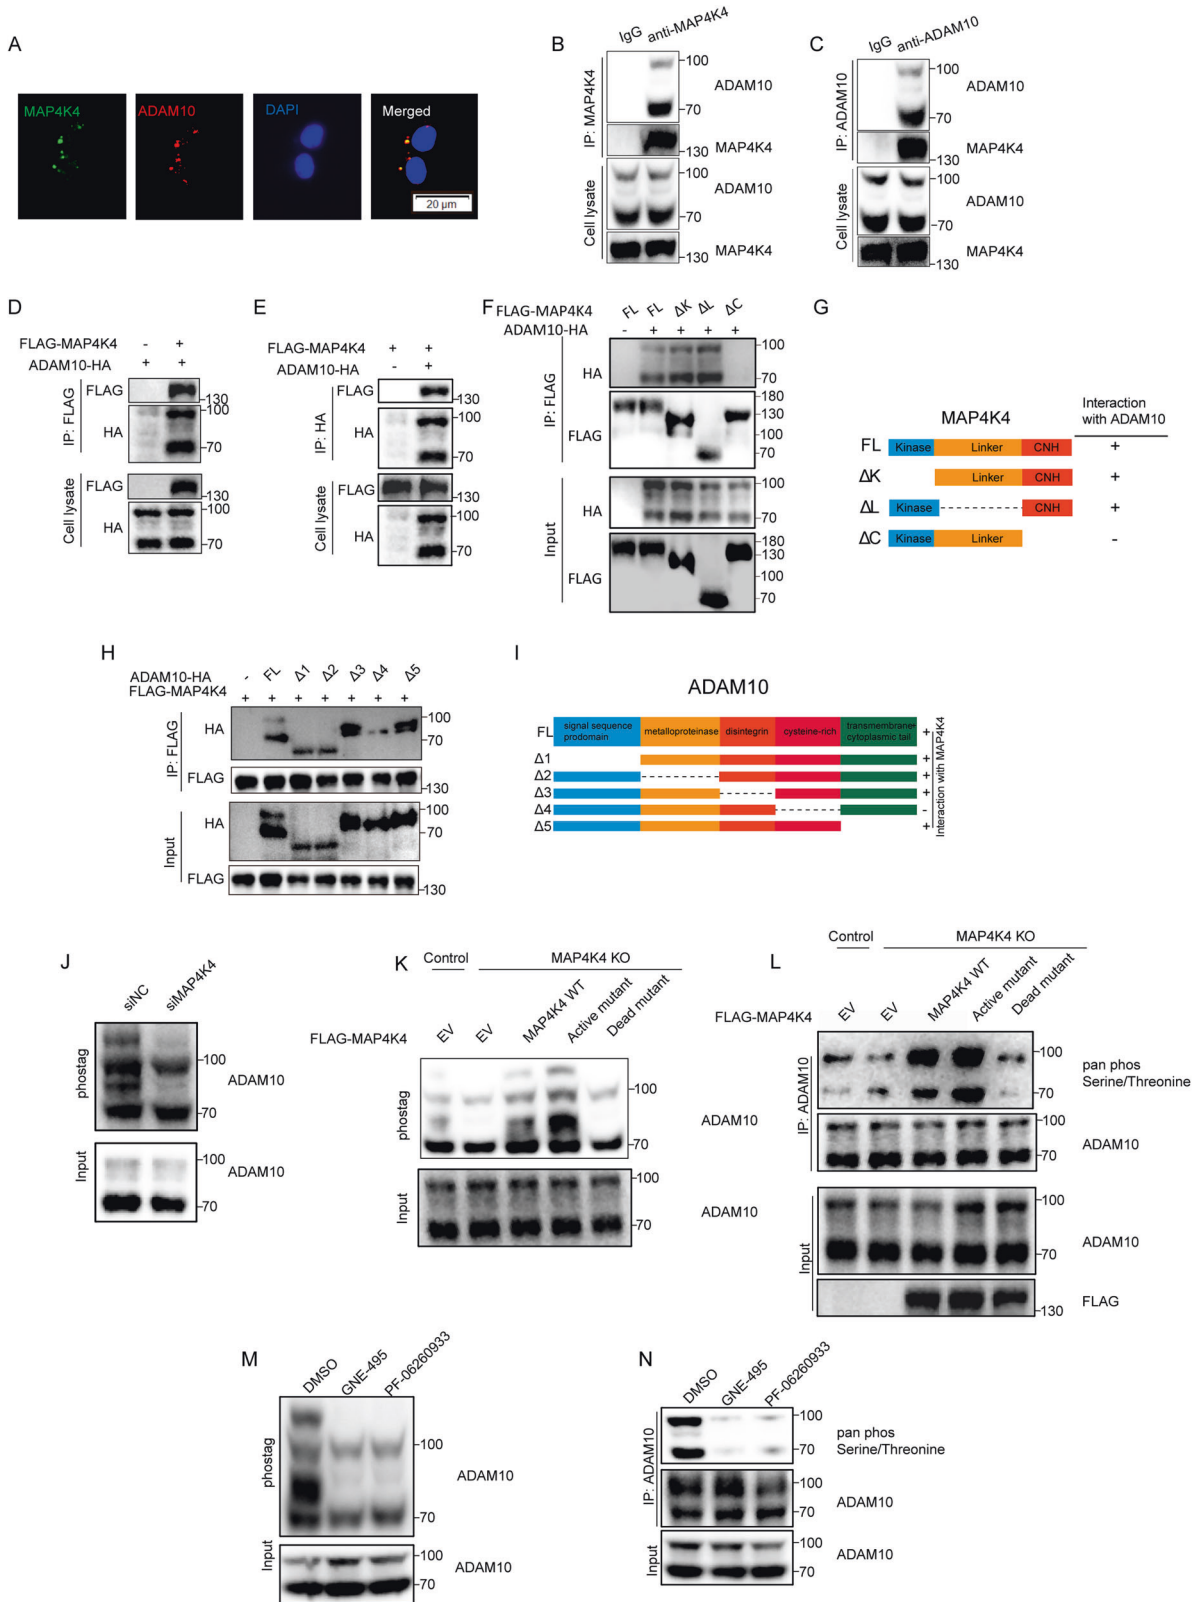 A
MAP4K4
ADAM10
DAPI
Merged
20 µm
B
IgG
anti-MAP4K4
IP: MAP4K4
100
ADAM10
70
130
MAP4K4
Cell lysate
100
ADAM10
70
130
MAP4K4
C
IgG
anti-ADAM10
IP: ADAM10
100
ADAM10
70
130
MAP4K4
Cell lysate
100
ADAM10
70
130
MAP4K4
D
FLAG-MAP4K4 - +
ADAM10-HA + +
IP: FLAG
FLAG
130
HA
100
70
Cell lysate
FLAG
130
HA
100
70
E
FLAG-MAP4K4 + +
ADAM10-HA - +
IP: HA
FLAG
130
HA
100
70
Cell lysate
FLAG
130
HA
100
70
F
FLAG-MAP4K4 FL FL ΔK ΔL ΔC
ADAM10-HA - + + + +
IP: FLAG
HA
100
70
FLAG
180
130
100
70
Input
HA
100
70
FLAG
180
130
100
70
G
MAP4K4
Interaction
with ADAM10
FL Kinase Linker CNH +
ΔK Linker CNH +
ΔL Kinase CNH +
ΔC Kinase Linker -
H
ADAM10-HA - FL Δ1 Δ2 Δ3 Δ4 Δ5
FLAG-MAP4K4 + + + + + + +
IP: FLAG
HA
100
70
FLAG
130
Input
HA
100
70
FLAG
130
I
ADAM10
FL signal sequence prodomain metalloproteinase disintegrin cysteine-rich transmembrane-cytoplasmic tail +
Δ1 +
Δ2 +
Δ3 +
Δ4 -
Δ5 +
Interaction with MAP4K4
J
siNC
siMAP4K4
phostag
100
ADAM10
70
Input
100
ADAM10
70
K
Control
MAP4K4 KO
FLAG-MAP4K4 EV EV MAP4K4 WT Active mutant Dead mutant
phostag
100
ADAM10
70
Input
100
ADAM10
70
L
Control
MAP4K4 KO
FLAG-MAP4K4 EV EV MAP4K4 WT Active mutant Dead mutant
IP: ADAM10
100
pan phos
Serine/Threonine
70
100
ADAM10
70
Input
100
ADAM10
70
FLAG
130
M
DMSO
GNE-495
PF-06260933
phostag
100
ADAM10
70
Input
100
ADAM10
70
N
DMSO
GNE-495
PF-06260933
IP: ADAM10
100
pan phos
Serine/Threonine
70
100
ADAM10
70
Input
100
ADAM10
70